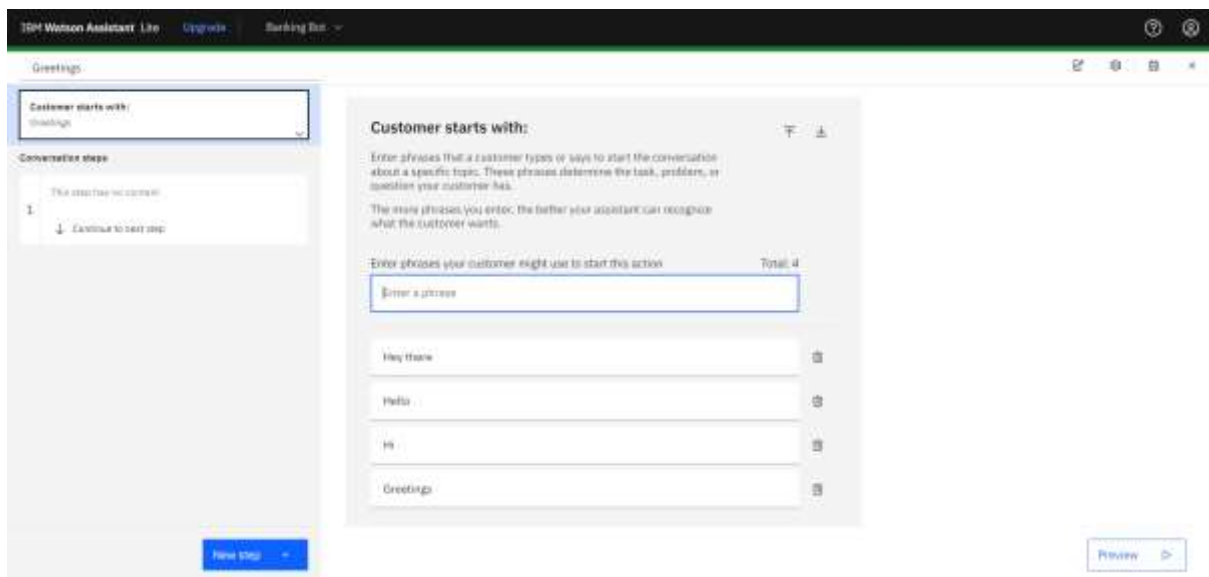 IBM Watson Assistant Lite Upgrade Banking Bot
Greetings
Customer starts with:
Greetings
Conversation steps
This step has no content
1
Continue to next step
New step
Customer starts with:
Enter phrases that a customer types or says to start the conversation
about a specific topic. These phrases determine the task, problem, or
question your customer has.
The more phrases you enter, the better your assistant can recognize
what the customer wants.
Enter phrases your customer might use to start this action Total: 4
Enter a phrase
Hey there
Hello
Hi
Greetings
Preview